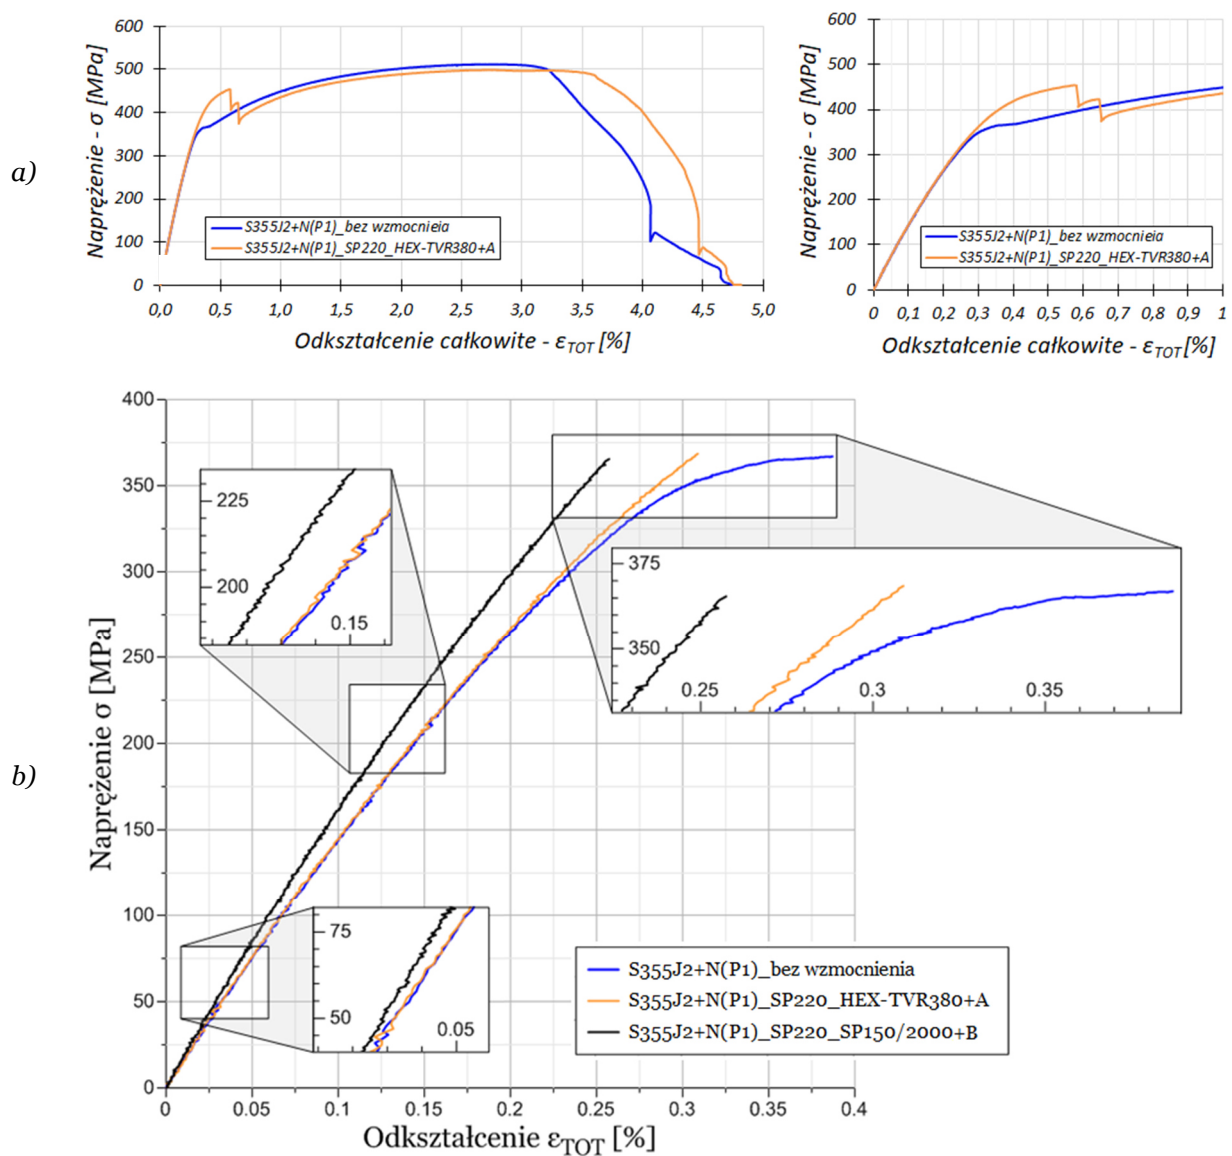 a)
600
500
400
300
200
100
0
Naprężenie - σ [MPa]
S355J2+N(P1)_bez wzmocnieia
S355J2+N(P1)_SP220_HEX-TVR380+A
0,0 0,5 1,0 1,5 2,0 2,5 3,0 3,5 4,0 4,5 5,0
Odkształcenie całkowite - εTOT [%]
600
500
400
300
200
100
0
Naprężenie - σ [MPa]
S355J2+N(P1)_bez wzmocnieia
S355J2+N(P1)_SP220_HEX-TVR380+A
0 0,1 0,2 0,3 0,4 0,5 0,6 0,7 0,8 0,9 1
Odkształcenie całkowite - εTOT[%]
b)
400
350
300
250
200
150
100
50
0
Naprężenie σ [MPa]
225
200
0.15
375
350
0.25 0.3 0.35
75
50
0.05
S355J2+N(P1)_bez wzmocnienia
S355J2+N(P1)_SP220_HEX-TVR380+A
S355J2+N(P1)_SP220_SP150/2000+B
0 0.05 0.1 0.15 0.2 0.25 0.3 0.35 0.4
Odkształcenie εTOT [%]